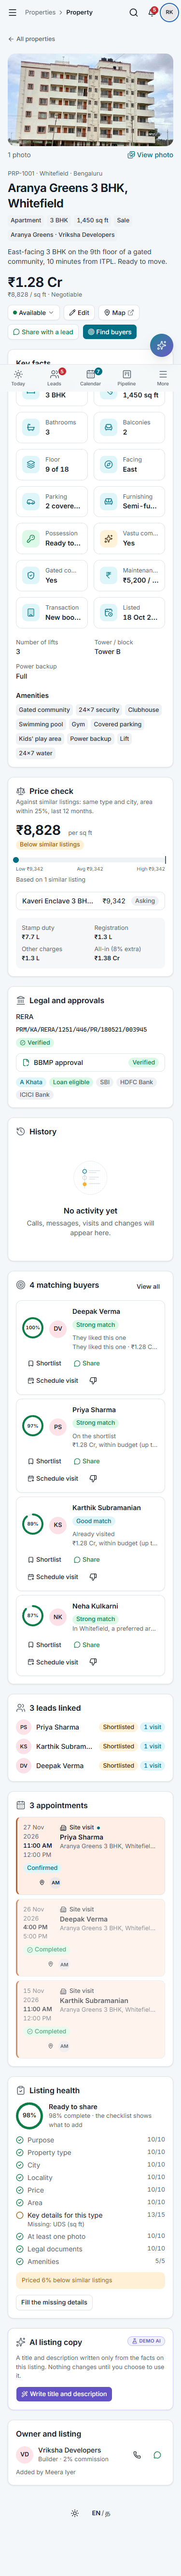 Properties > Property
5
RK
← All properties
1 photo
View photo
PRP-1001 · Whitefield · Bengaluru
Aranya Greens 3 BHK,
Whitefield
Apartment 3 BHK 1,450 sq ft Sale
Aranya Greens · Vriksha Developers
East-facing 3 BHK on the 9th floor of a gated
community, 10 minutes from ITPL. Ready to move.
₹1.28 Cr
₹8,828 / sq ft · Negotiable
Available Edit Map
Share with a lead Find buyers
Key facts
Today Leads 5 Calendar 7 Pipeline More
3 BHK 1,450 sq ft
Bathrooms
3
Balconies
2
Floor
9 of 18
Facing
East
Parking
2 covere...
Furnishing
Semi-fu...
Possession
Ready to...
Vastu com...
Yes
Gated co...
Yes
Maintenan...
₹5,200 / ...
Transaction
New boo...
Listed
18 Oct 2...
Number of lifts
3
Tower / block
Tower B
Power backup
Full
Amenities
Gated community 24×7 security Clubhouse
Swimming pool Gym Covered parking
Kids' play area Power backup Lift
24×7 water
Price check
Against similar listings: same type and city, area
within 25%, last 12 months.
₹8,828 per sq ft
Below similar listings
Low ₹9,342 Avg ₹9,342 High ₹9,342
Based on 1 similar listing
Kaveri Enclave 3 BH... ₹9,342 Asking
Stamp duty
₹7.7 L
Registration
₹1.3 L
Other charges
₹1.3 L
All-in (8% extra)
₹1.38 Cr
Legal and approvals
RERA
PRM/KA/RERA/1251/446/PR/180521/003945
Verified
BBMP approval Verified
A Khata Loan eligible SBI HDFC Bank
ICICI Bank
History
No activity yet
Calls, messages, visits and changes will
appear here.
4 matching buyers View all
100% DV
Deepak Verma
Strong match
They liked this one
They liked this one · ₹1.28 C...
Shortlist Share
Schedule visit
97% PS
Priya Sharma
Strong match
On the shortlist
₹1.28 Cr, within budget (up t...
Shortlist Share
Schedule visit
89% KS
Karthik Subramanian
Good match
Already visited
₹1.28 Cr, within budget (up t...
Shortlist Share
Schedule visit
87% NK
Neha Kulkarni
Strong match
In Whitefield, a preferred ar...
Shortlist Share
Schedule visit
3 leads linked
PS Priya Sharma Shortlisted 1 visit
KS Karthik Subram... Shortlisted 1 visit
DV Deepak Verma Shortlisted 1 visit
3 appointments
27 Nov
2026
11:00 AM
12:00 PM
Site visit
Priya Sharma
Aranya Greens 3 BHK, Whitefiel...
Confirmed
AM
26 Nov
2026
4:00 PM
5:00 PM
Site visit
Deepak Verma
Aranya Greens 3 BHK, Whitefiel...
Completed
AM
15 Nov
2026
11:00 AM
12:00 PM
Site visit
Karthik Subramanian
Aranya Greens 3 BHK, Whitefiel...
Completed
AM
Listing health
98%
Ready to share
98% complete · the checklist shows
what to add
Purpose 10/10
Property type 10/10
City 10/10
Locality 10/10
Price 10/10
Area 10/10
Key details for this type 13/15
Missing: UDS (sq ft)
At least one photo 10/10
Legal documents 10/10
Amenities 5/5
Priced 6% below similar listings
Fill the missing details
AI listing copy DEMO AI
A title and description written only from the facts on
this listing. Nothing changes until you choose to use
it.
Write title and description
Owner and listing
VD Vriksha Developers
Builder · 2% commission
Added by Meera Iyer
EN / हि